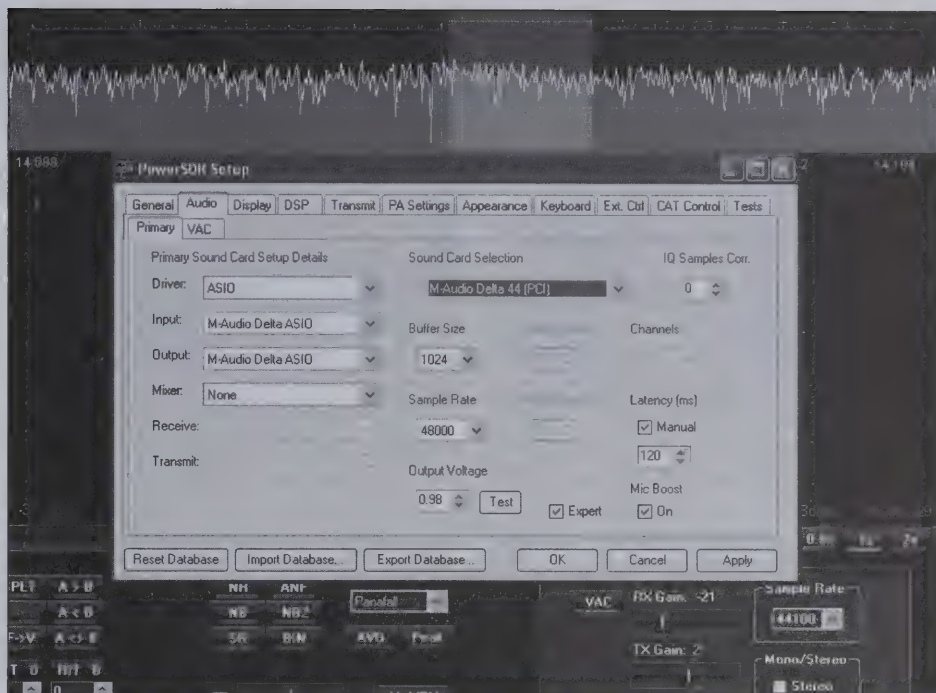 PowerSDR Setup
General Audio Display DSP Transmit PA Settings Appearance Keyboard Ext. Ctrl CAT Control Tests
Primary VAC
Primary Sound Card Setup Details
Driver: ASIO
Input: M-Audio Delta ASIO
Output: M-Audio Delta ASIO
Mixer: None
Receive:
Transmit:
Sound Card Selection
M-Audio Delta 44 (PCI)
Buffer Size
1024
Sample Rate
48000
Output Voltage
0.98 Test
Expert
IQ Samples Corr.
0
Channels
Latency (ms)
Manual
120
Mic Boost
On
Reset Database Import Database... Export Database... OK Cancel Apply
A > B
A < B
NR ANF
NB NB2
SR BIN
Panafall
AVG Peak
VAC
RX Gain: -21
TX Gain: 2
Sample Rate
44100
Mono/Stereo
Stereo
0